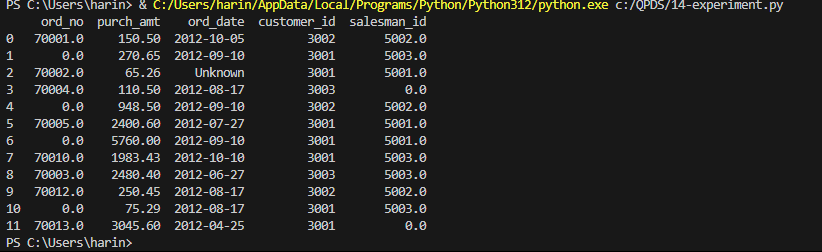 PS C:\Users\harin> & C:/Users/harin/AppData/Local/Programs/Python/Python312/python.exe c:/QPDS/14-experiment.py
     ord_no  purch_amt    ord_date  customer_id  salesman_id
0   70001.0     150.50  2012-10-05         3002       5002.0
1       0.0     270.65  2012-09-10         3001       5003.0
2   70002.0      65.26     Unknown         3001       5001.0
3   70004.0     110.50  2012-08-17         3003          0.0
4       0.0     948.50  2012-09-10         3002       5002.0
5   70005.0    2400.60  2012-07-27         3001       5001.0
6       0.0    5760.00  2012-09-10         3001       5001.0
7   70010.0    1983.43  2012-10-10         3001       5003.0
8   70003.0    2480.40  2012-06-27         3003       5003.0
9   70012.0     250.45  2012-08-17         3002       5002.0
10      0.0      75.29  2012-08-17         3001       5003.0
11  70013.0    3045.60  2012-04-25         3001          0.0
PS C:\Users\harin>